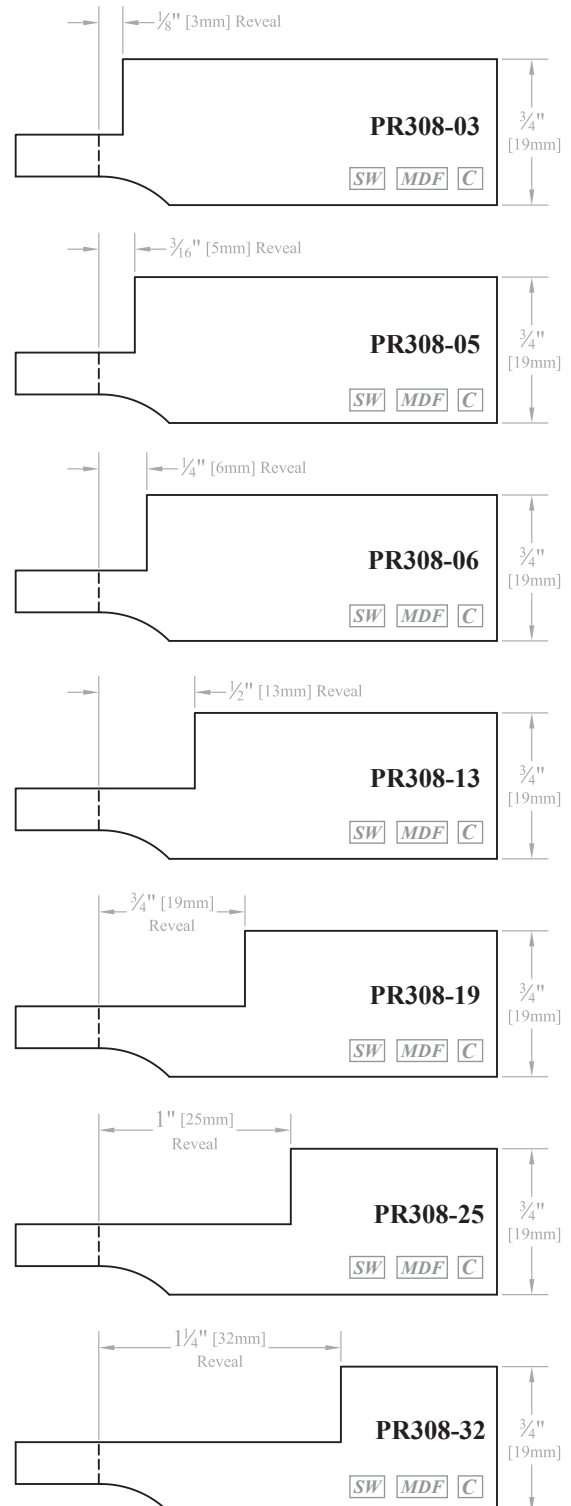 ⅛" [3mm] Reveal
PR308-03
¾"
[19mm]
SW MDF C
3⁄16" [5mm] Reveal
PR308-05
¾"
[19mm]
SW MDF C
¼" [6mm] Reveal
PR308-06
¾"
[19mm]
SW MDF C
½" [13mm] Reveal
PR308-13
¾"
[19mm]
SW MDF C
¾" [19mm]
Reveal
PR308-19
¾"
[19mm]
SW MDF C
1" [25mm]
Reveal
PR308-25
¾"
[19mm]
SW MDF C
1¼" [32mm]
Reveal
PR308-32
¾"
[19mm]
SW MDF C